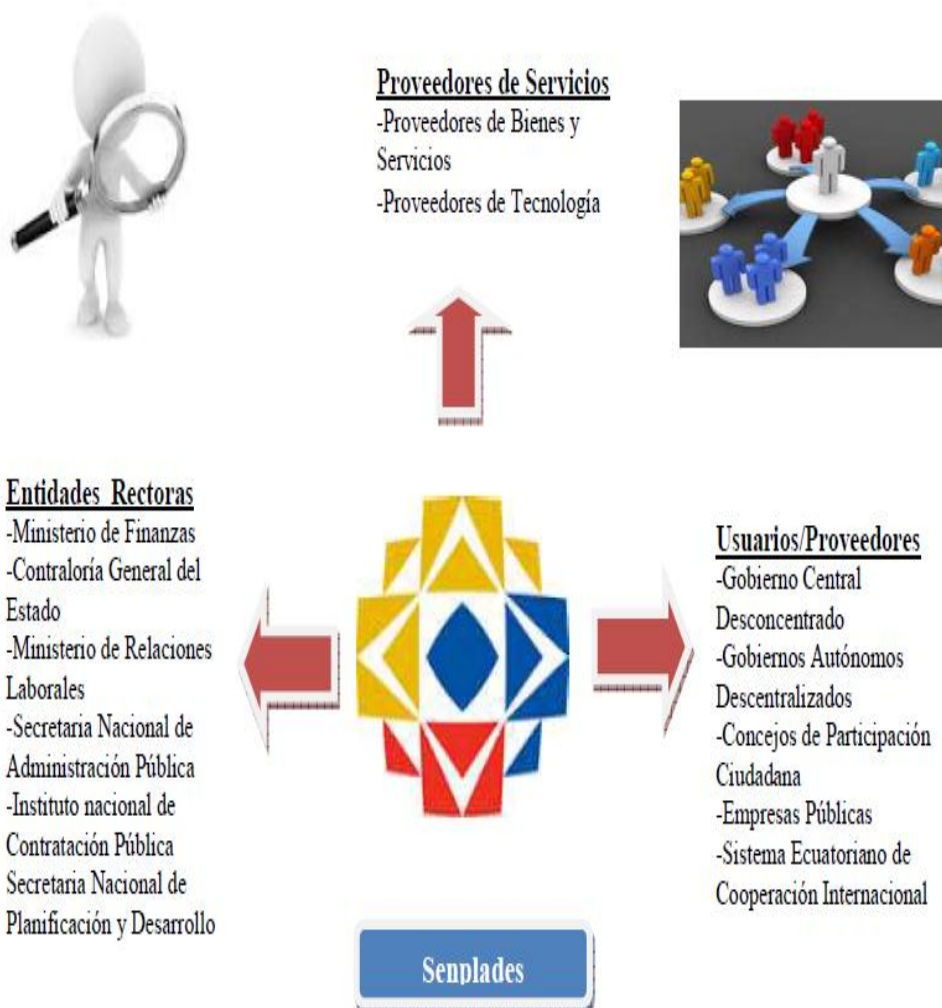 Proveedores de Servicios
-Proveedores de Bienes y
Servicios
-Proveedores de Tecnología
Entidades Rectoras
-Ministerio de Finanzas
-Contraloría General del
Estado
-Ministerio de Relaciones
Laborales
-Secretaria Nacional de
Administración Pública
-Instituto nacional de
Contratación Pública
Secretaria Nacional de
Planificación y Desarrollo
Usuarios/Proveedores
-Gobierno Central
Desconcentrado
-Gobiernos Autónomos
Descentralizados
-Concejos de Participación
Ciudadana
-Empresas Públicas
-Sistema Ecuatoriano de
Cooperación Internacional
Senplades